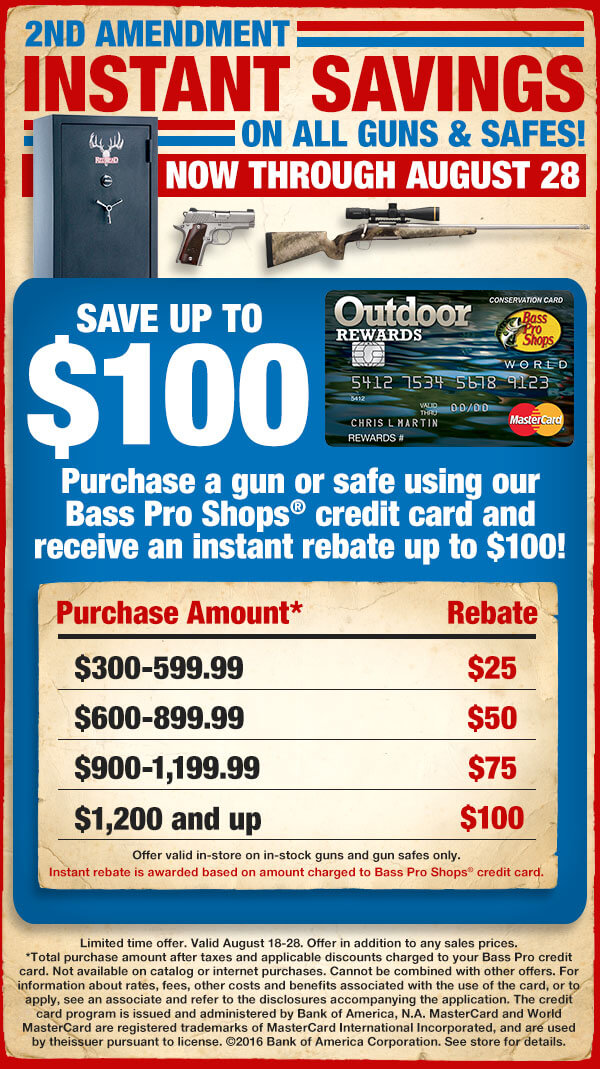 2ND AMENDMENT
INSTANT SAVINGS
ON ALL GUNS & SAFES!
NOW THROUGH AUGUST 28
REDHEAD
SAVE UP TO
$100
CONSERVATION CARD
Outdoor
REWARDS
Bass
Pro
Shops
WORLD
5412 7534 5678 9123
5412
VALID
THRU
00/00
CHRIS L MARTIN
REWARDS #
MasterCard
Purchase a gun or safe using our
Bass Pro Shops® credit card and
receive an instant rebate up to $100!
Purchase Amount* Rebate
$300-599.99 $25
$600-899.99 $50
$900-1,199.99 $75
$1,200 and up $100
Offer valid in-store on in-stock guns and gun safes only.
Instant rebate is awarded based on amount charged to Bass Pro Shops® credit card.
Limited time offer. Valid August 18-28. Offer in addition to any sales prices.
*Total purchase amount after taxes and applicable discounts charged to your Bass Pro credit
card. Not available on catalog or internet purchases. Cannot be combined with other offers. For
information about rates, fees, other costs and benefits associated with the use of the card, or to
apply, see an associate and refer to the disclosures accompanying the application. The credit
card program is issued and administered by Bank of America, N.A. MasterCard and World
MasterCard are registered trademarks of MasterCard International Incorporated, and are used
by theissuer pursuant to license. ©2016 Bank of America Corporation. See store for details.